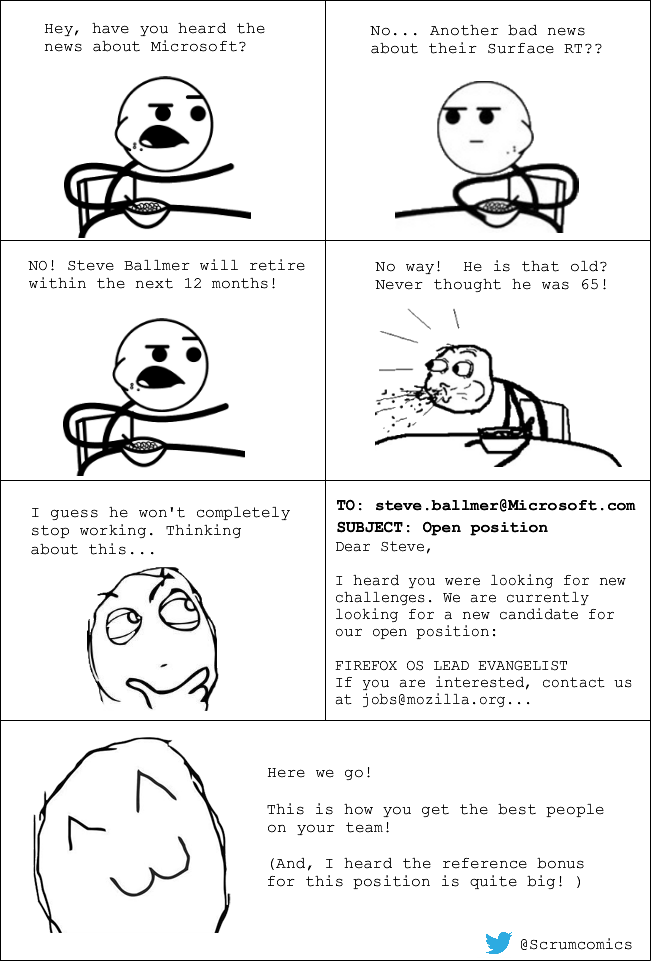 Hey, have you heard the
news about Microsoft?
No... Another bad news
about their Surface RT??
NO! Steve Ballmer will retire
within the next 12 months!
No way!  He is that old?
Never thought he was 65!
I guess he won't completely
stop working. Thinking
about this...
TO: steve.ballmer@Microsoft.com
SUBJECT: Open position
Dear Steve,
I heard you were looking for new
challenges. We are currently
looking for a new candidate for
our open position:
FIREFOX OS LEAD EVANGELIST
If you are interested, contact us
at jobs@mozilla.org...
Here we go!
This is how you get the best people
on your team!
(And, I heard the reference bonus
for this position is quite big! )
@Scrumcomics